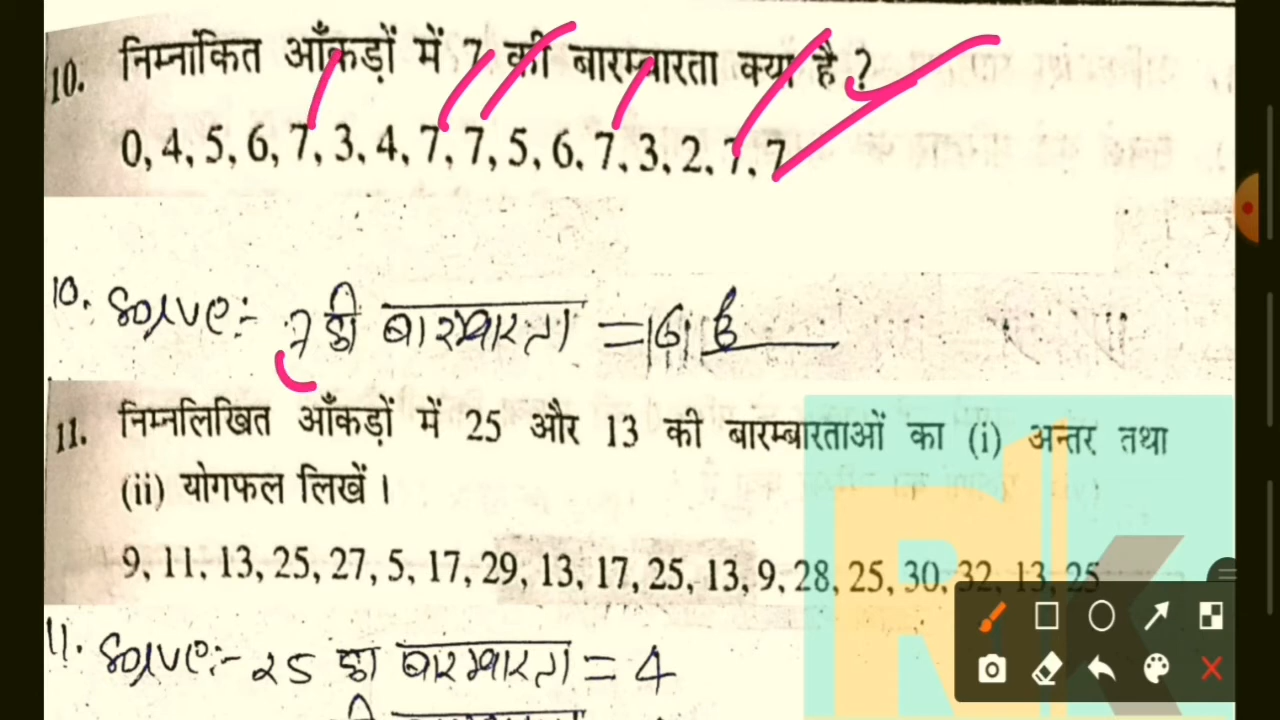 10. निम्नांकित आँकड़ों में 7 की बारम्बारता क्या है ?
0, 4, 5, 6, 7, 3, 4, 7, 7, 5, 6, 7, 3, 2, 7, 7
10. Solve:- 7 की बारम्बारता = 6
11. निम्नलिखित आँकड़ों में 25 और 13 की बारम्बारताओं का (i) अन्तर तथा
(ii) योगफल लिखें ।
9, 11, 13, 25, 27, 5, 17, 29, 13, 17, 25, 13, 9, 28, 25, 30, 32, 13, 25
11. Solve:- 25 का बारम्बारता = 4
RK